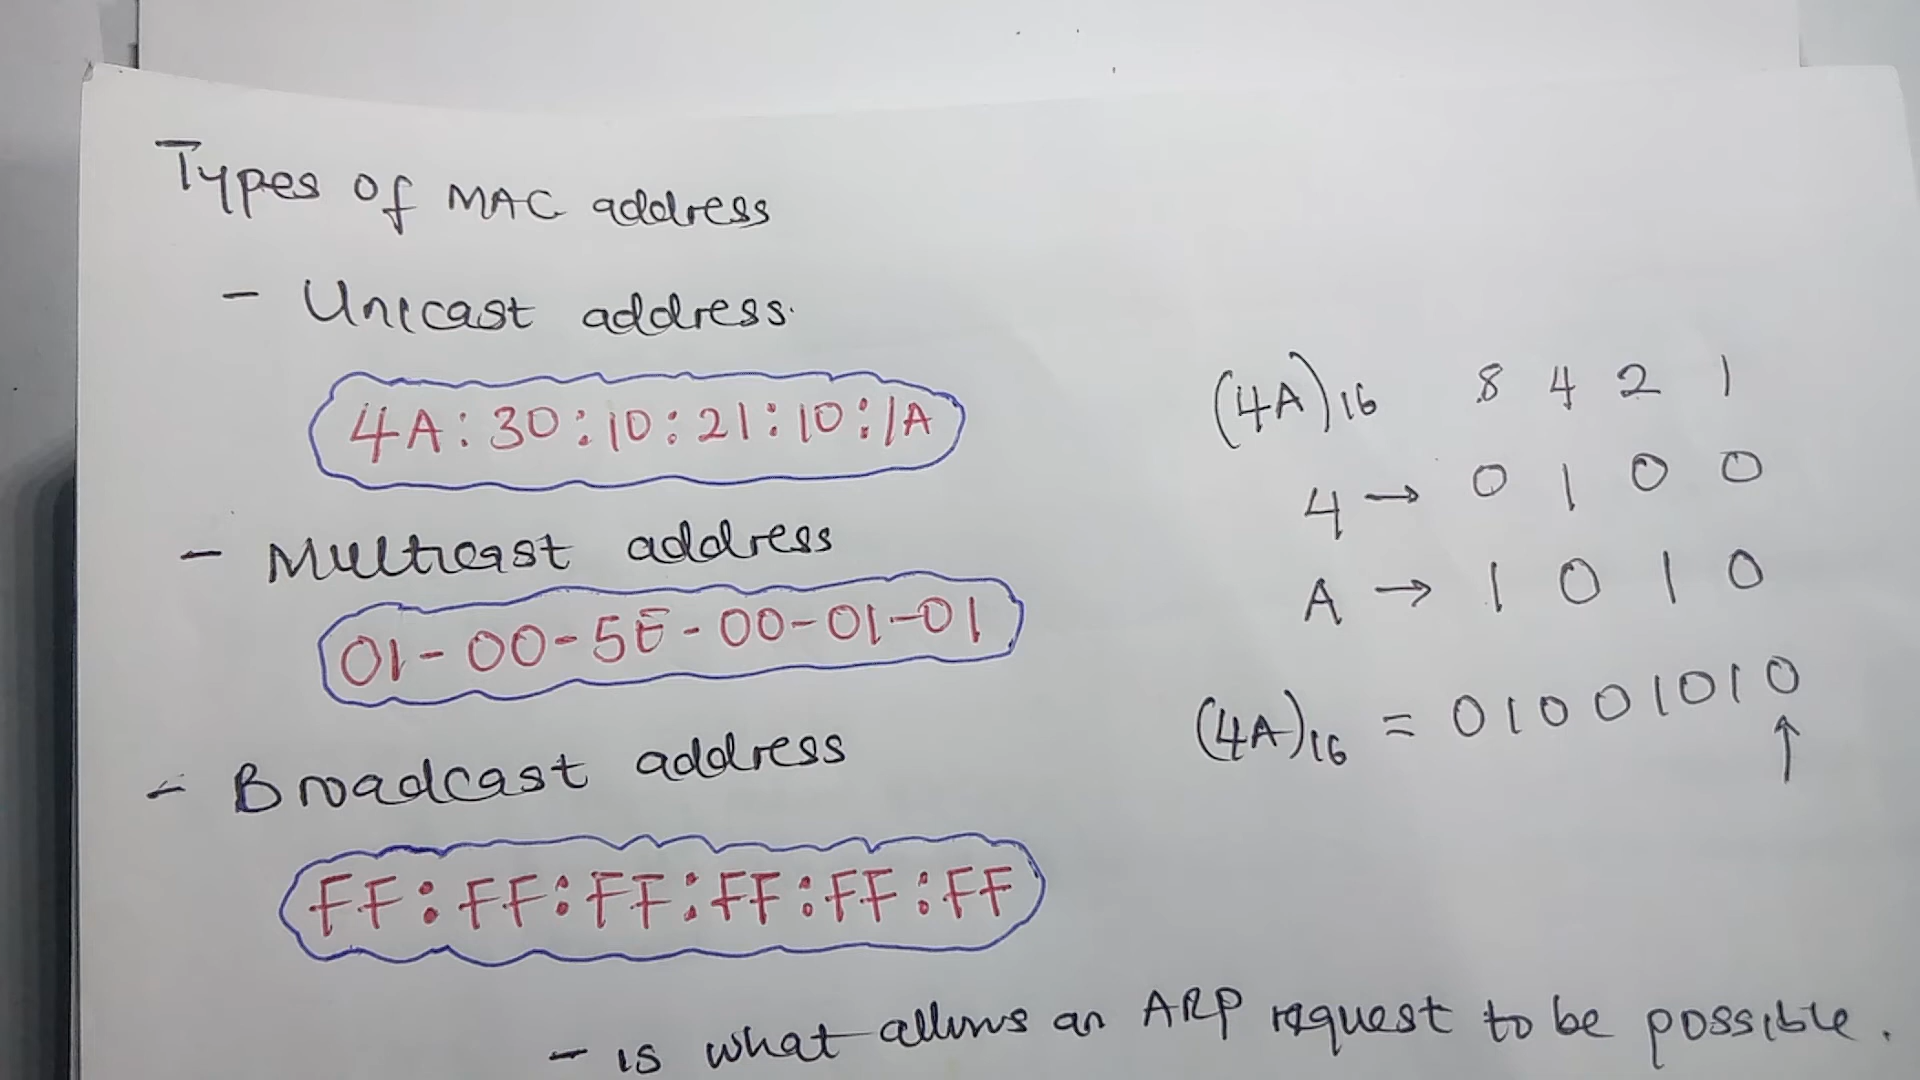 Types of MAC address
- Unicast address.
4A:30:10:21:10:1A
- Multicast address
01-00-5E-00-01-01
- Broadcast address
FF:FF:FF:FF:FF:FF
- is what allows an ARP request to be possible.
(4A)16 8 4 2 1
4 → 0 1 0 0
A → 1 0 1 0
(4A)16 = 01001010
↑